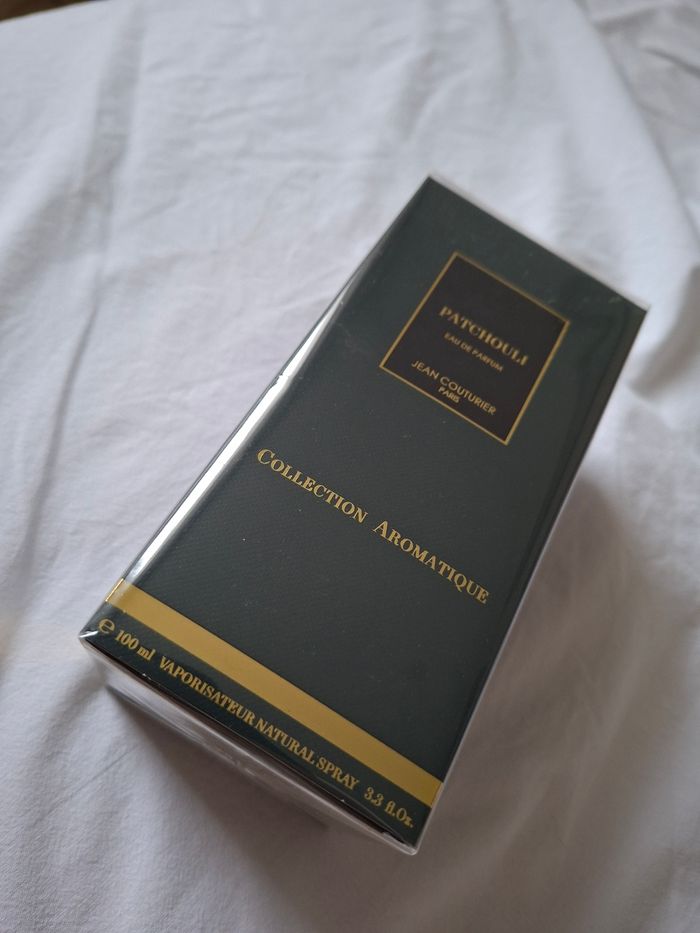 PATCHOULI
EAU DE PARFUM
JEAN COUTURIER
PARIS
COLLECTION AROMATIQUE
℮ 100 ml VAPORISATEUR NATURAL SPRAY 3.3 fl.Oz.